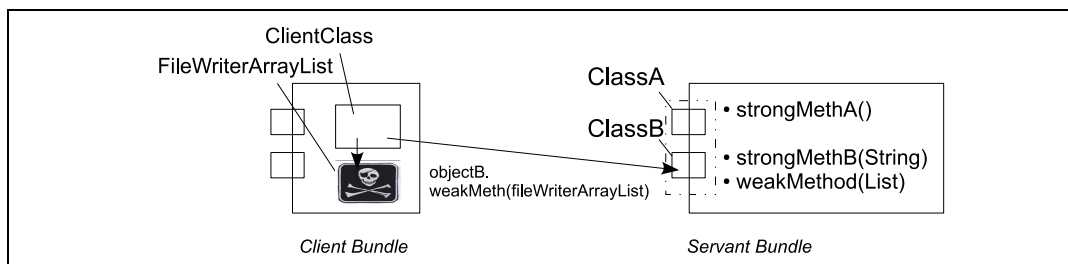 ClientClass
FileWriterArrayList
ClassA
• strongMethA()
ClassB
• strongMethB(String)
• weakMethod(List)
objectB.
weakMeth(fileWriterArrayList)
Client Bundle
Servant Bundle